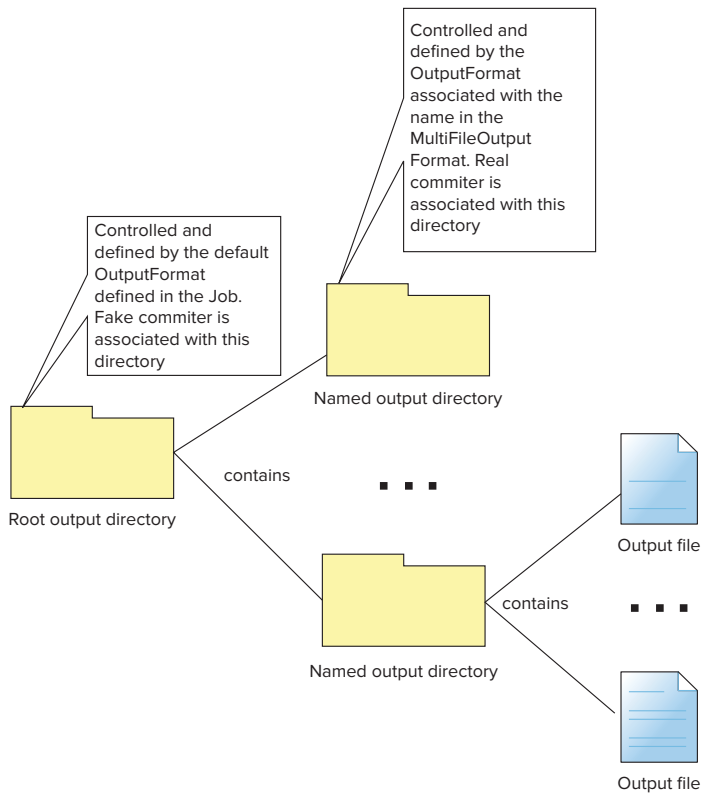 Controlled and
defined by the
OutputFormat
associated with the
name in the
MultiFileOutput
Format. Real
commiter is
associated with this
directory
Controlled and
defined by the default
OutputFormat
defined in the Job.
Fake commiter is
associated with this
directory
Named output directory
contains
Root output directory
Output file
contains
Named output directory
Output file